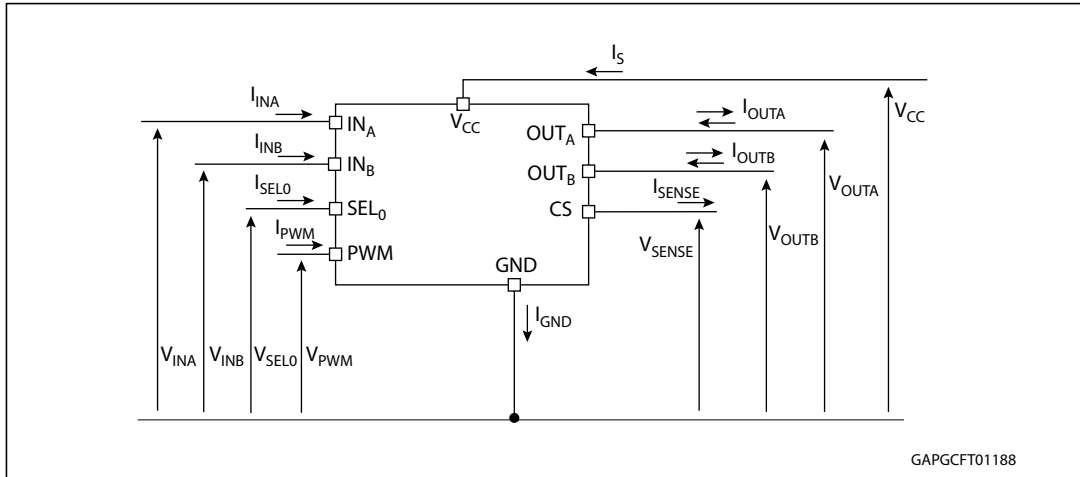 I_S
I_INA
V_CC
IN_A
OUT_A
I_OUTA
V_CC
I_INB
IN_B
OUT_B
I_OUTB
I_SEL0
SEL_0
CS
I_SENSE
V_OUTA
I_PWM
PWM
GND
V_SENSE
V_OUTB
I_GND
V_INA
V_INB
V_SEL0
V_PWM
GAPGCFT01188